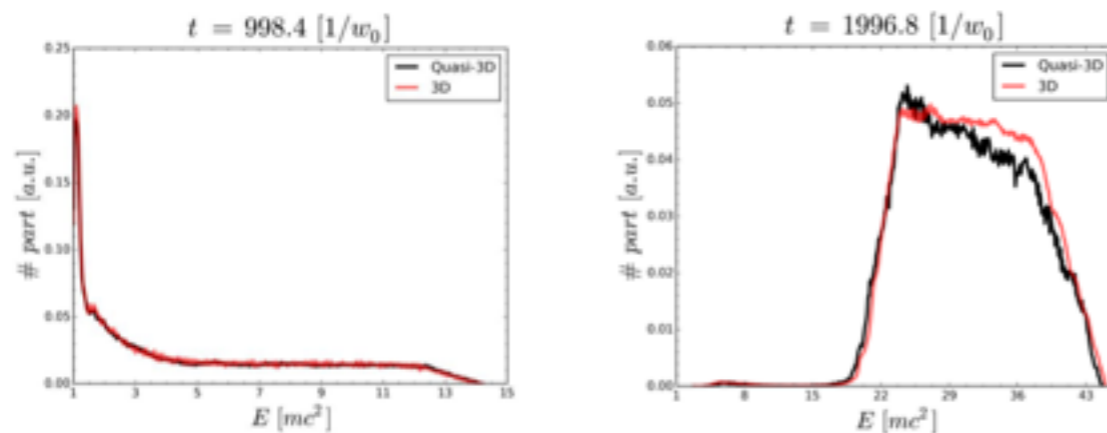 t = 998.4 [1/w₀]
0.25
0.20
0.15
0.10
0.05
0.00
# part [a.u.]
Quasi-3D
3D
1 3 5 7 9 11 13 15
E [mc²]
t = 1996.8 [1/w₀]
0.06
0.05
0.04
0.03
0.02
0.01
0.00
# part [a.u.]
Quasi-3D
3D
1 8 15 22 29 36 43
E [mc²]